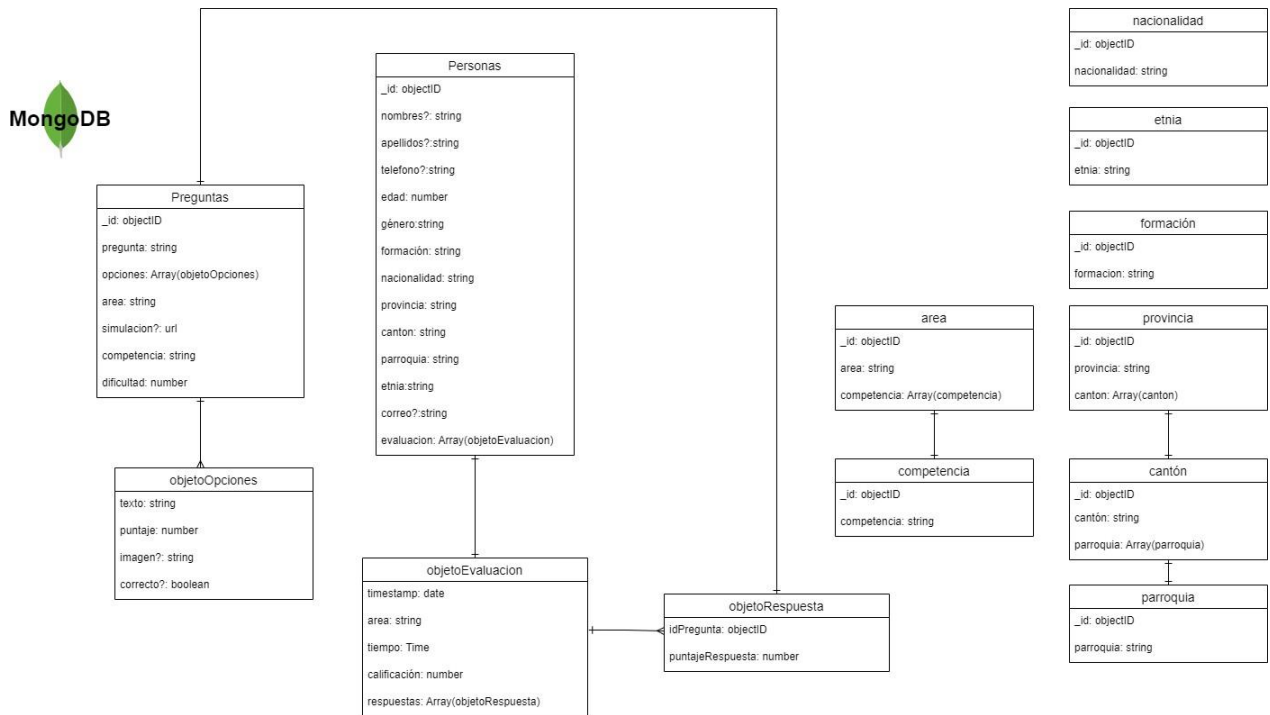 MongoDB
Preguntas
_id: objectID
pregunta: string
opciones: Array(objetoOpciones)
area: string
simulacion?: url
competencia: string
dificultad: number
objetoOpciones
texto: string
puntaje: number
imagen?: string
correcto?: boolean
Personas
_id: objectID
nombres?: string
apellidos?:string
telefono?:string
edad: number
género:string
formación: string
nacionalidad: string
provincia: string
canton: string
parroquia: string
etnia:string
correo?:string
evaluacion: Array(objetoEvaluacion)
objetoEvaluacion
timestamp: date
area: string
tiempo: Time
calificación: number
respuestas: Array(objetoRespuesta)
objetoRespuesta
idPregunta: objectID
puntajeRespuesta: number
area
_id: objectID
area: string
competencia: Array(competencia)
competencia
_id: objectID
competencia: string
nacionalidad
_id: objectID
nacionalidad: string
etnia
_id: objectID
etnia: string
formación
_id: objectID
formacion: string
provincia
_id: objectID
provincia: string
canton: Array(canton)
cantón
_id: objectID
cantón: string
parroquia: Array(parroquia)
parroquia
_id: objectID
parroquia: string